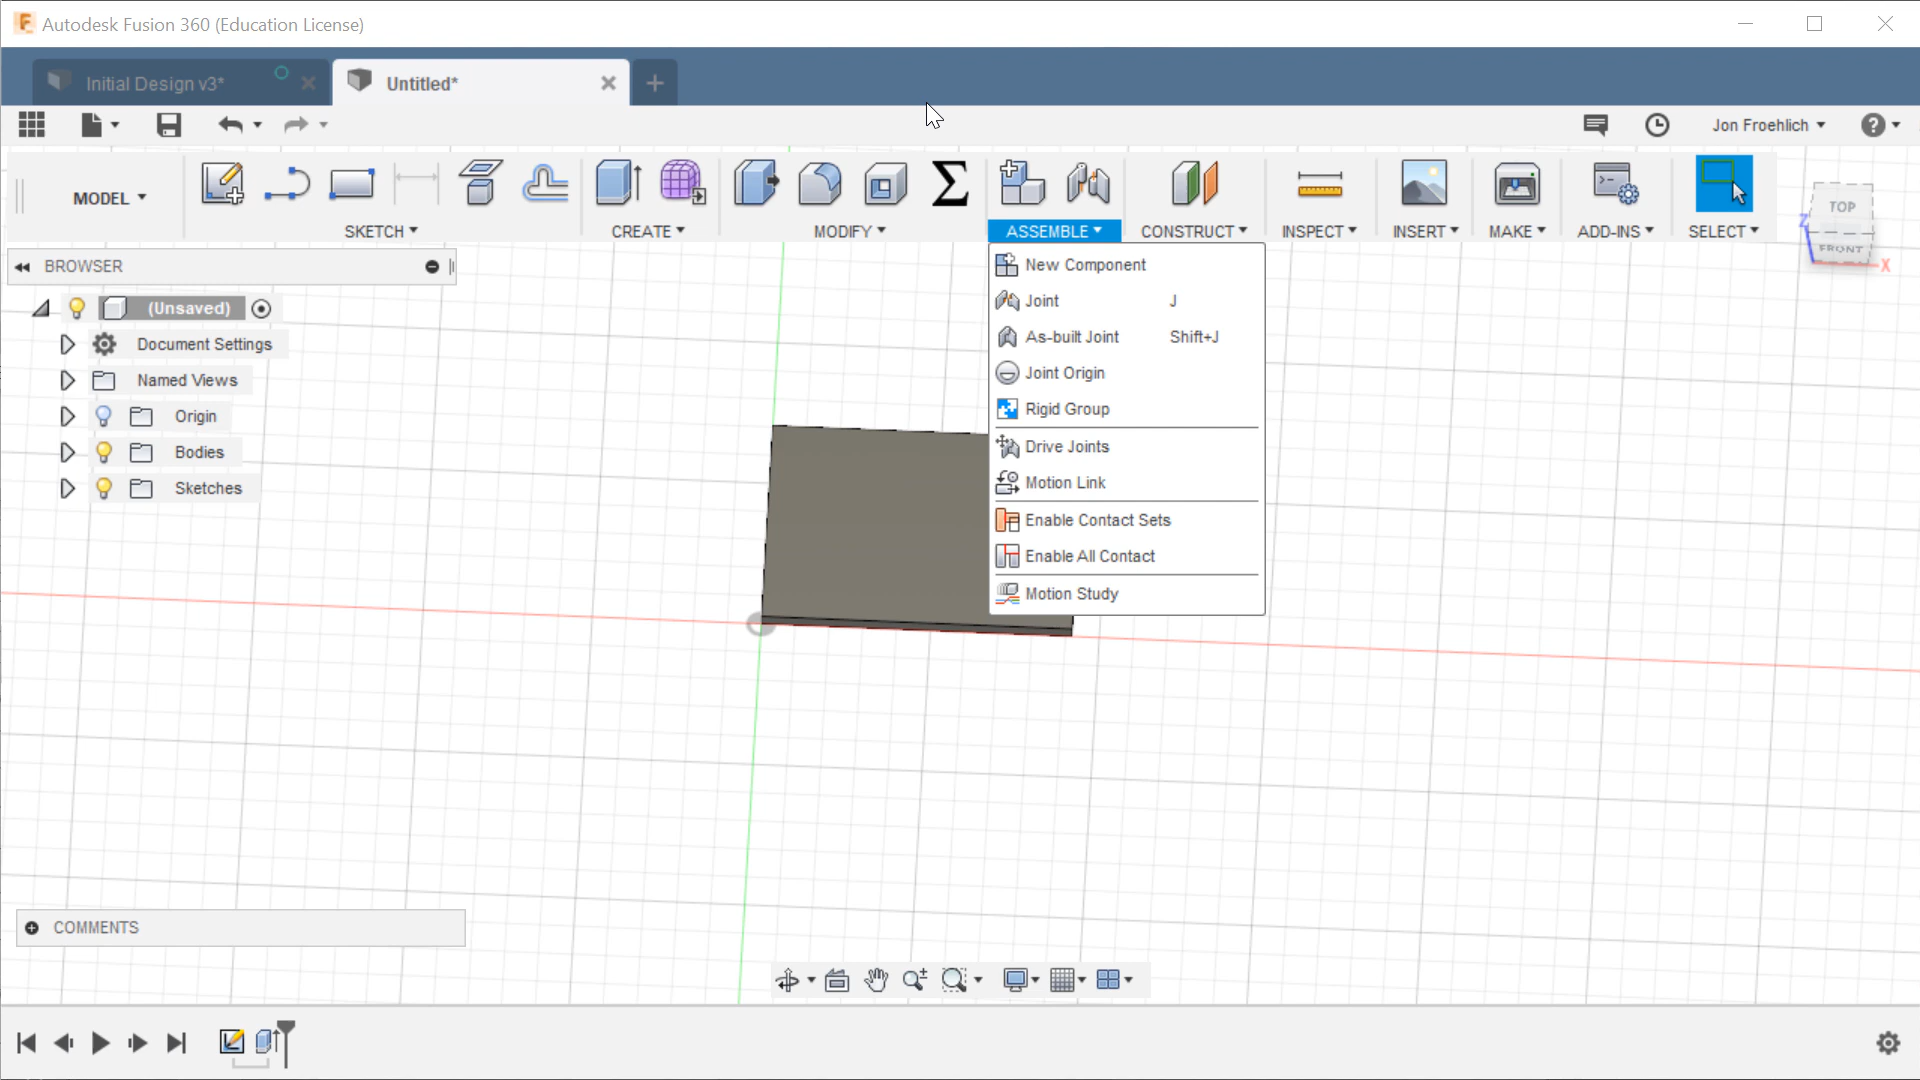 Autodesk Fusion 360 (Education License)
Initial Design v3*
Untitled*
Jon Froehlich
MODEL
SKETCH
CREATE
MODIFY
ASSEMBLE
CONSTRUCT
INSPECT
INSERT
MAKE
ADD-INS
SELECT
TOP
FRONT
Z
X
BROWSER
(Unsaved)
Document Settings
Named Views
Origin
Bodies
Sketches
New Component
Joint J
As-built Joint Shift+J
Joint Origin
Rigid Group
Drive Joints
Motion Link
Enable Contact Sets
Enable All Contact
Motion Study
COMMENTS